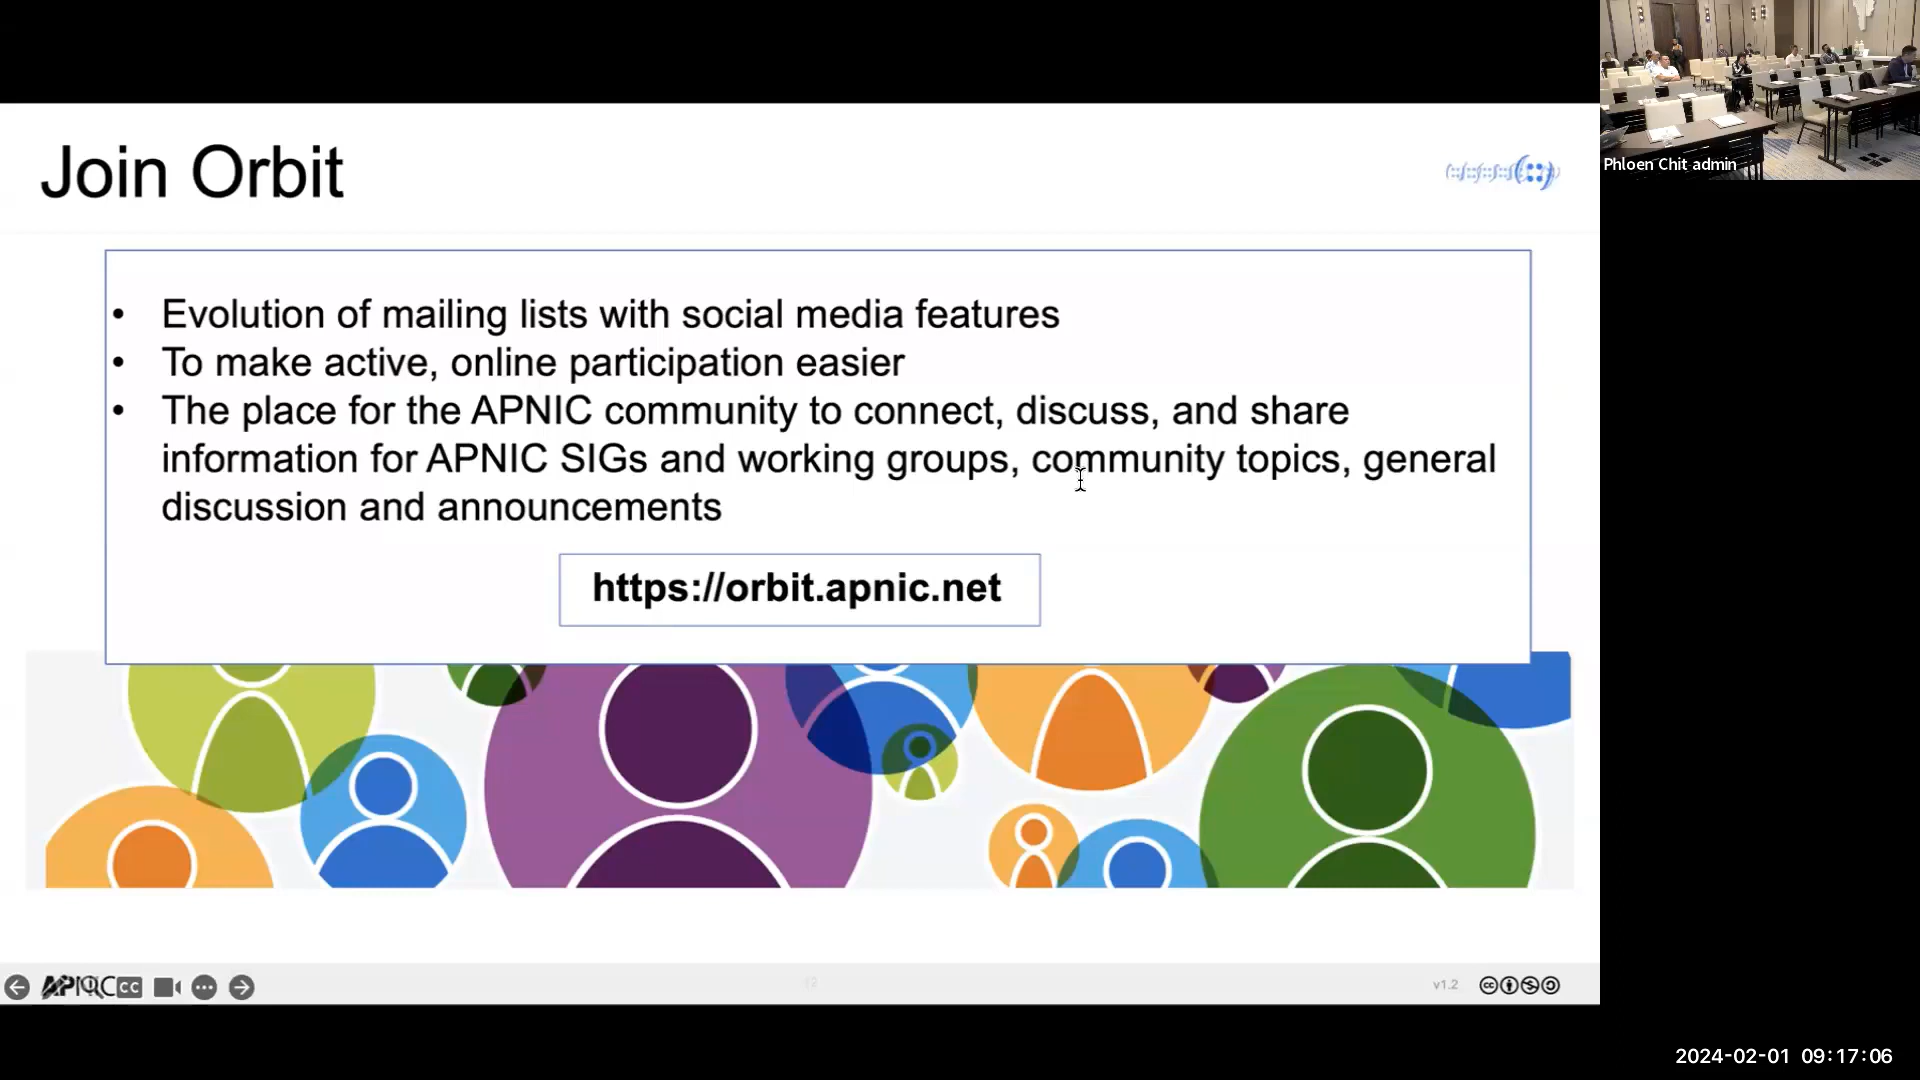 Join Orbit
Phloen Chit admin
• Evolution of mailing lists with social media features
• To make active, online participation easier
• The place for the APNIC community to connect, discuss, and share
information for APNIC SIGs and working groups, community topics, general
discussion and announcements
https://orbit.apnic.net
CC
v1.2
cc
2024-02-01 09:17:06